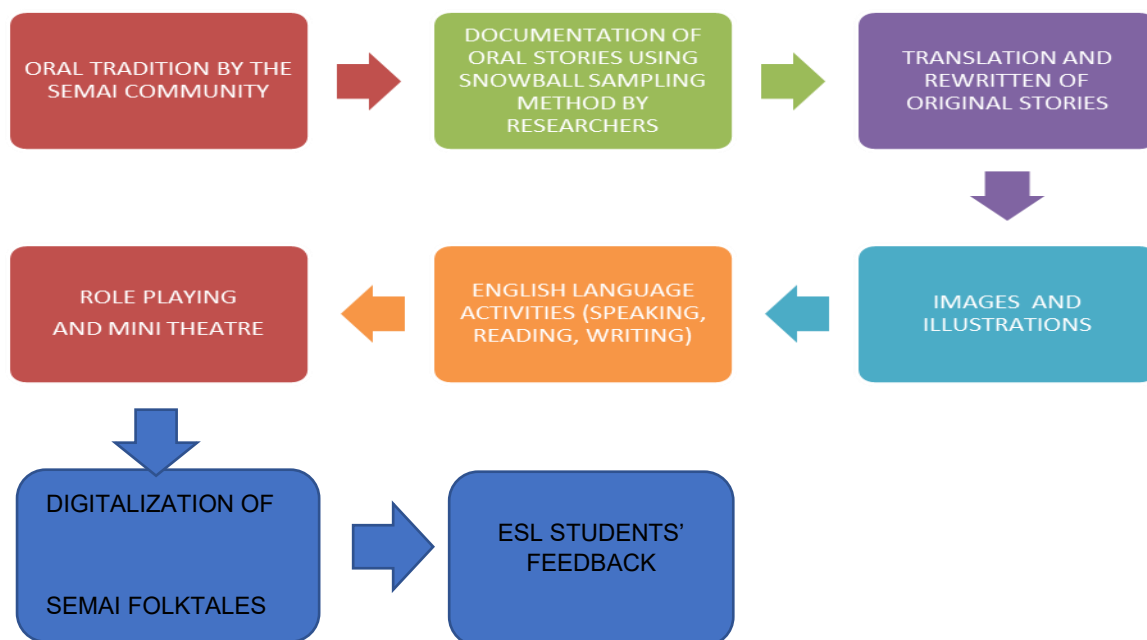 ORAL TRADITION BY THE
SEMAI COMMUNITY
DOCUMENTATION OF
ORAL STORIES USING
SNOWBALL SAMPLING
METHOD BY
RESEARCHERS
TRANSLATION AND
REWRITTEN OF
ORIGINAL STORIES
IMAGES AND
ILLUSTRATIONS
ENGLISH LANGUAGE
ACTIVITIES (SPEAKING,
READING, WRITING)
ROLE PLAYING
AND MINI THEATRE
DIGITALIZATION OF
SEMAI FOLKTALES
ESL STUDENTS’
FEEDBACK